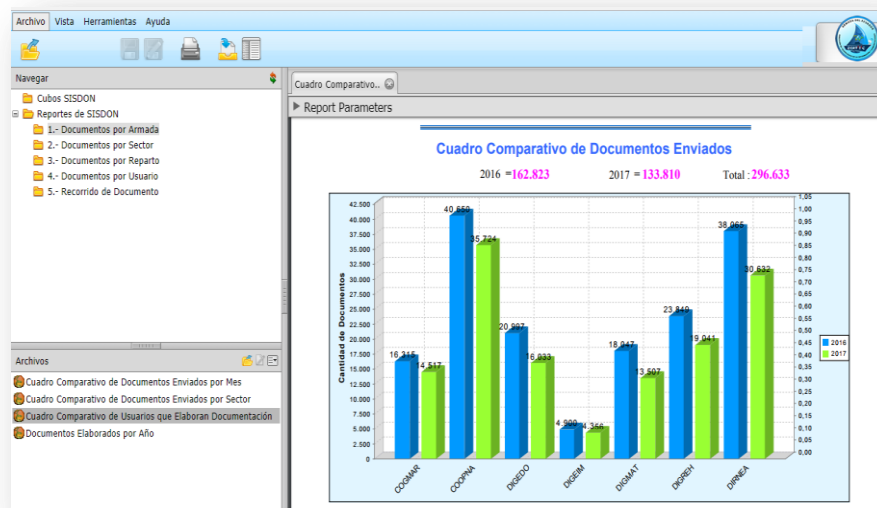 Archivo Vista Herramientas Ayuda
Navegar
Cubos SISDON
Reportes de SISDON
1.- Documentos por Armada
2.- Documentos por Sector
3.- Documentos por Reparto
4.- Documentos por Usuario
5.- Recorrido de Documento
Archivos
Cuadro Comparativo de Documentos Enviados por Mes
Cuadro Comparativo de Documentos Enviados por Sector
Cuadro Comparativo de Usuarios que Elaboran Documentación
Documentos Elaborados por Año
Cuadro Comparativo..
Report Parameters
Cuadro Comparativo de Documentos Enviados
2016 =162.823 2017 =133.810 Total : 296.633
Cantidad de Documentos
42.500
40.000
37.500
35.000
32.500
30.000
27.500
25.000
22.500
20.000
17.500
15.000
12.500
10.000
7.500
5.000
2.500
0
16.315
14.517
40.650
35.724
16.033
4.900
4.366
18.047
13.507
23.849
19.041
38.065
30.632
COGMAR
COOPNA
DIGEDO
DIGEIM
DIGMAT
DIGREH
DIRNEA
1,05
1,00
0,95
0,90
0,85
0,80
0,75
0,70
0,65
0,60
0,55
0,50
0,45
0,40
0,35
0,30
0,25
0,20
0,15
0,10
0,05
0,00
2016
2017